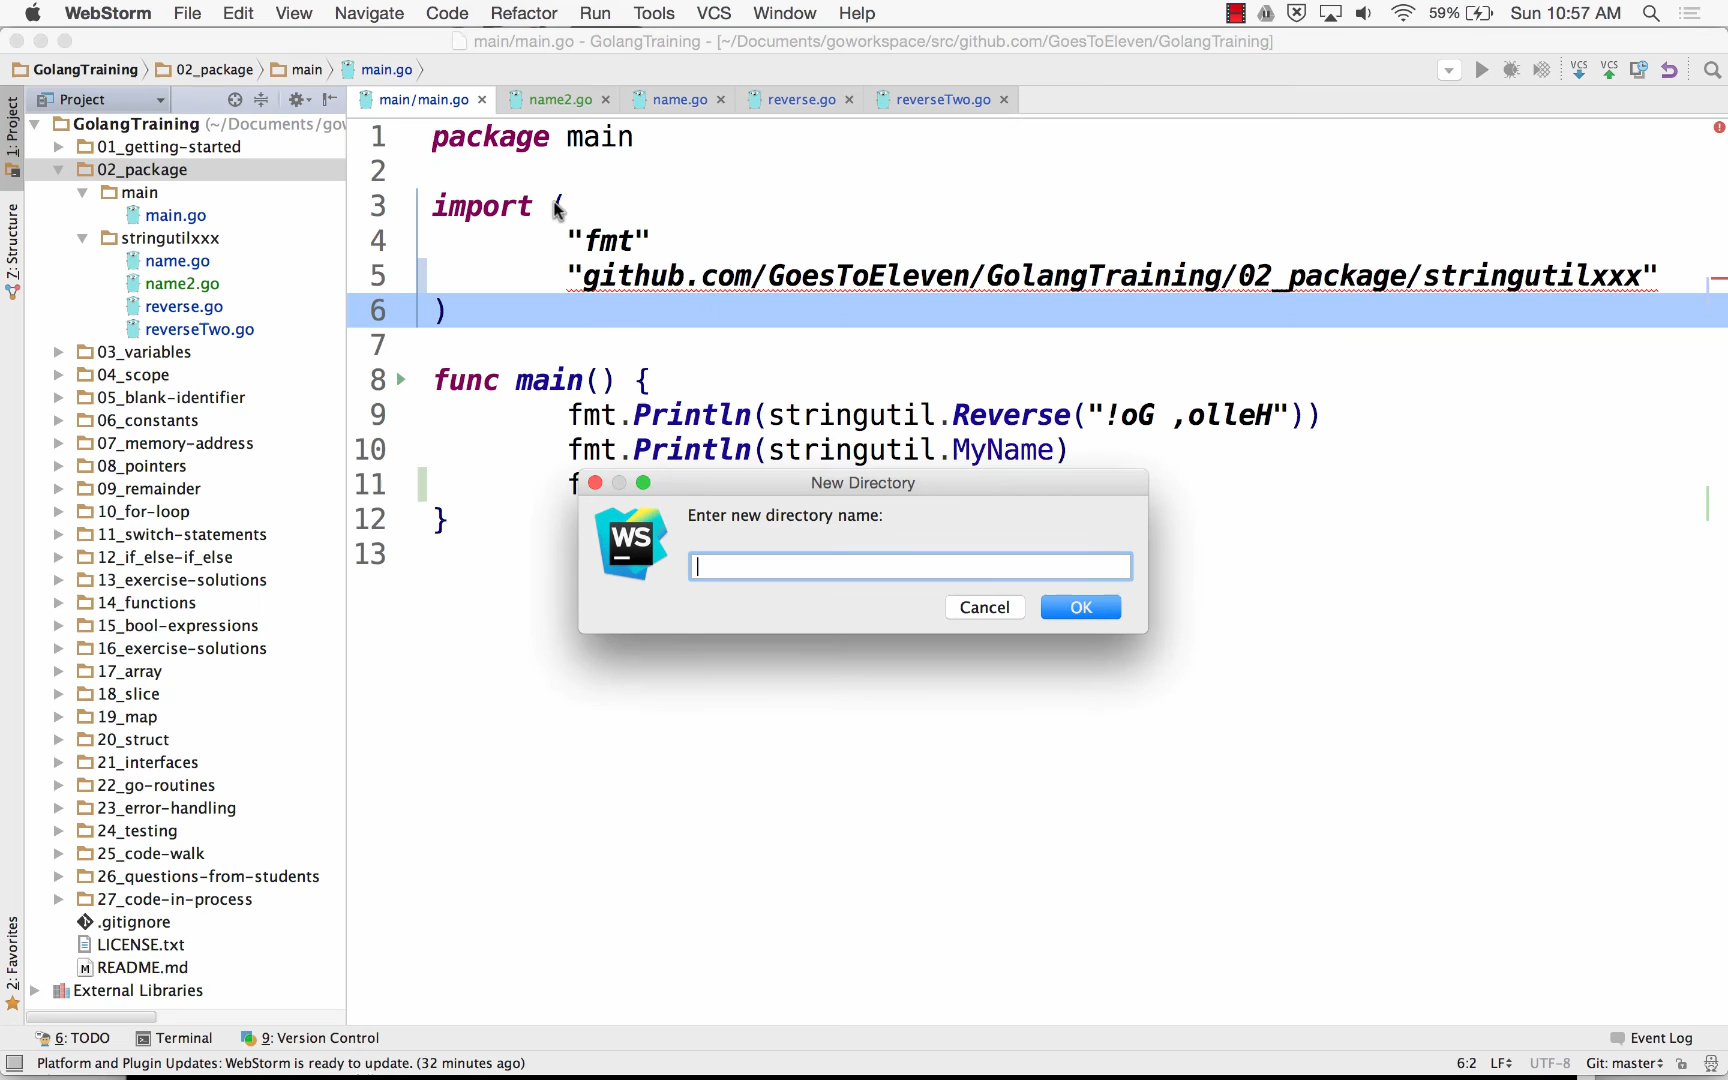 WebStorm File Edit View Navigate Code Refactor Run Tools VCS Window Help 59% Sun 10:57 AM
main/main.go - GolangTraining - [~/Documents/goworkspace/src/github.com/GoesToEleven/GolangTraining]
GolangTraining 02_package main main.go VCS VCS
Project main/main.go name2.go name.go reverse.go reverseTwo.go
1: Project
Z: Structure
2: Favorites
GolangTraining (~/Documents/go
01_getting-started
02_package
main
main.go
stringutilxxx
name.go
name2.go
reverse.go
reverseTwo.go
03_variables
04_scope
05_blank-identifier
06_constants
07_memory-address
08_pointers
09_remainder
10_for-loop
11_switch-statements
12_if_else-if_else
13_exercise-solutions
14_functions
15_bool-expressions
16_exercise-solutions
17_array
18_slice
19_map
20_struct
21_interfaces
22_go-routines
23_error-handling
24_testing
25_code-walk
26_questions-from-students
27_code-in-process
.gitignore
LICENSE.txt
README.md
External Libraries
1 package main
2
3 import (
4 "fmt"
5 "github.com/GoesToEleven/GolangTraining/02_package/stringutilxxx"
6 )
7
8 func main() {
9 fmt.Println(stringutil.Reverse("!oG ,olleH"))
10 fmt.Println(stringutil.MyName)
11 f
12 }
13
New Directory
WS
Enter new directory name:
Cancel OK
6: TODO Terminal 9: Version Control Event Log
Platform and Plugin Updates: WebStorm is ready to update. (32 minutes ago) 6:2 LF UTF-8 Git: master